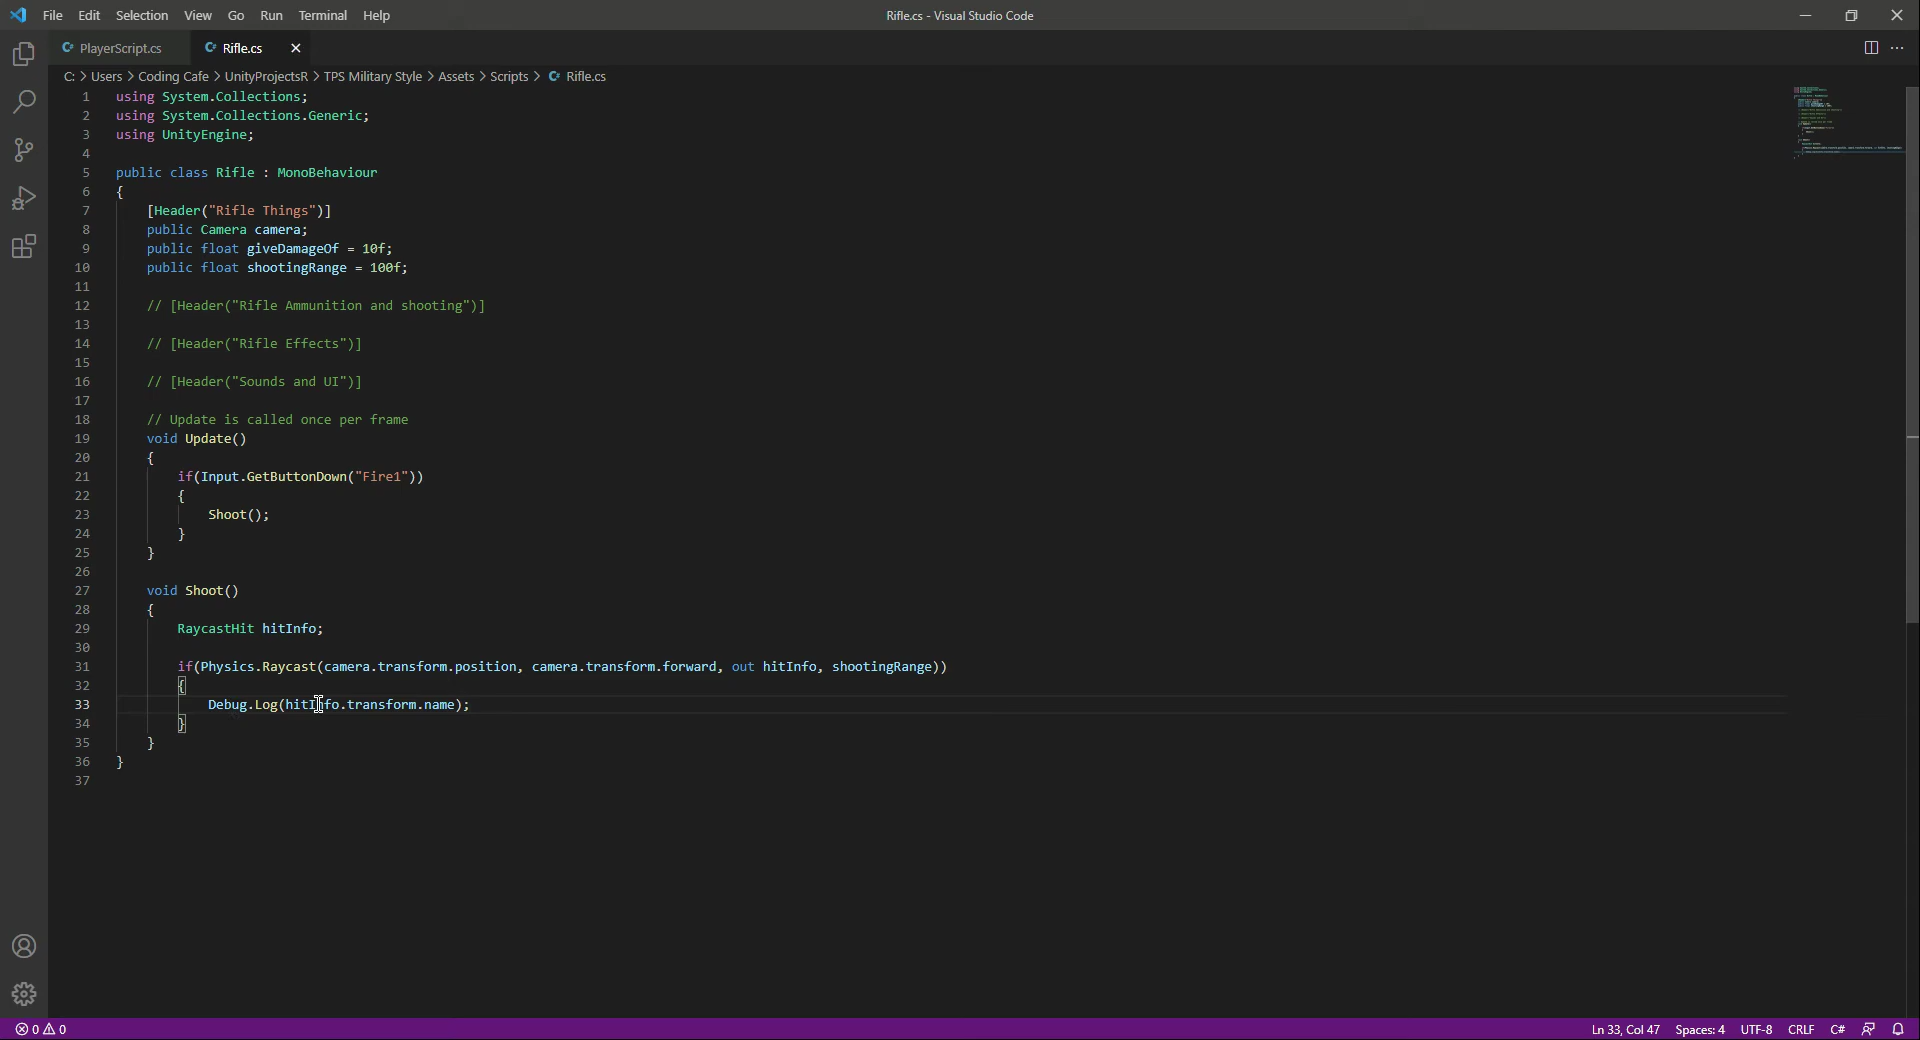 File Edit Selection View Go Run Terminal Help
Rifle.cs - Visual Studio Code
PlayerScript.cs
Rifle.cs
C: > Users > Coding Cafe > UnityProjectsR > TPS Military Style > Assets > Scripts > Rifle.cs
1 using System.Collections;
2 using System.Collections.Generic;
3 using UnityEngine;
4
5 public class Rifle : MonoBehaviour
6 {
7 [Header("Rifle Things")]
8 public Camera camera;
9 public float giveDamageOf = 10f;
10 public float shootingRange = 100f;
11
12 // [Header("Rifle Ammunition and shooting")]
13
14 // [Header("Rifle Effects")]
15
16 // [Header("Sounds and UI")]
17
18 // Update is called once per frame
19 void Update()
20 {
21 if(Input.GetButtonDown("Fire1"))
22 {
23 Shoot();
24 }
25 }
26
27 void Shoot()
28 {
29 RaycastHit hitInfo;
30
31 if(Physics.Raycast(camera.transform.position, camera.transform.forward, out hitInfo, shootingRange))
32 {
33 Debug.Log(hitInfo.transform.name);
34 }
35 }
36 }
37
0 0
Ln 33, Col 47 Spaces: 4 UTF-8 CRLF C#